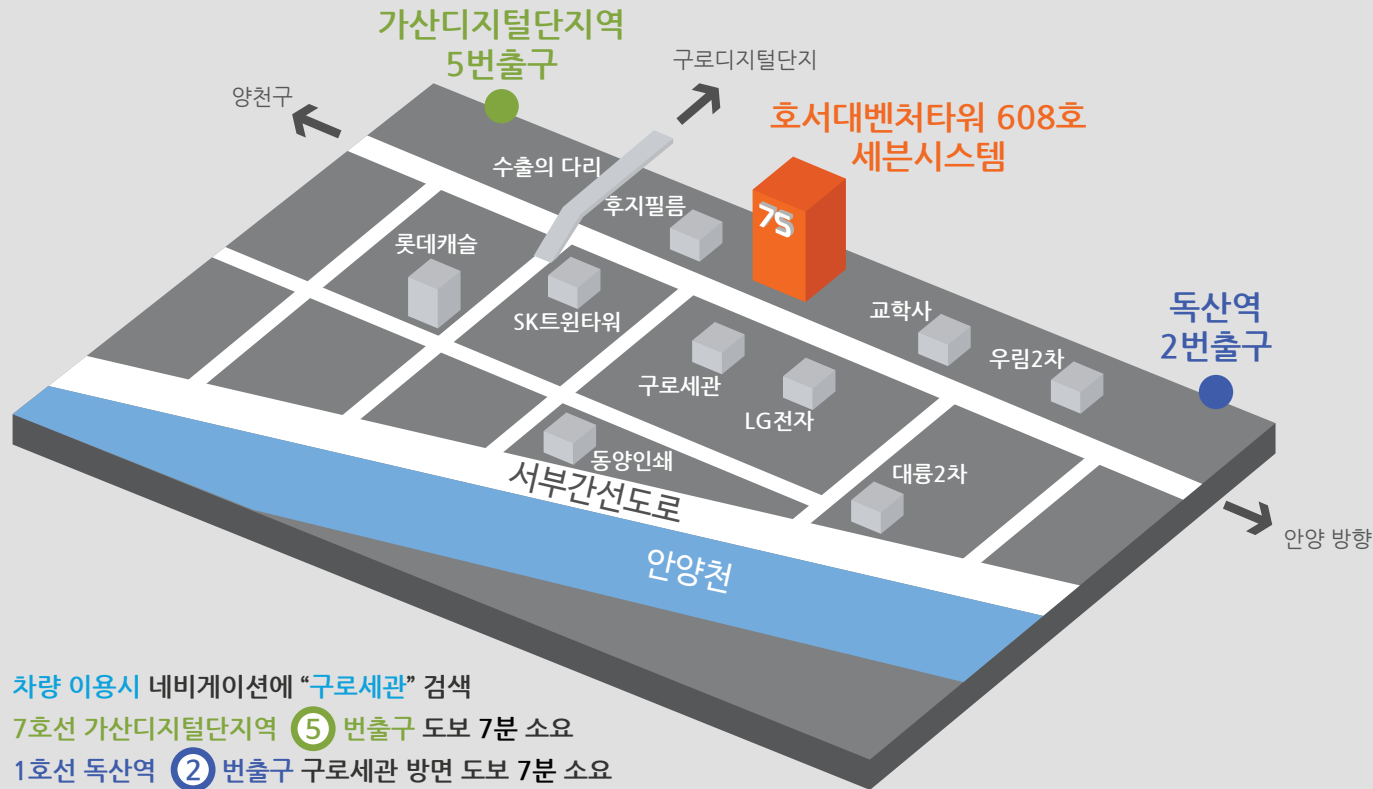 가산디지털단지역
5번출구
구로디지털단지
양천구
호서대벤처타워 608호
세븐시스템
수출의 다리
후지필름
7S
롯데캐슬
SK트윈타워
교학사
독산역
2번출구
우림2차
구로세관
LG전자
동양인쇄
대륭2차
서부간선도로
안양 방향
안양천
차량 이용시 네비게이션에 “구로세관” 검색
7호선 가산디지털단지역 5 번출구 도보 7분 소요
1호선 독산역 2 번출구 구로세관 방면 도보 7분 소요